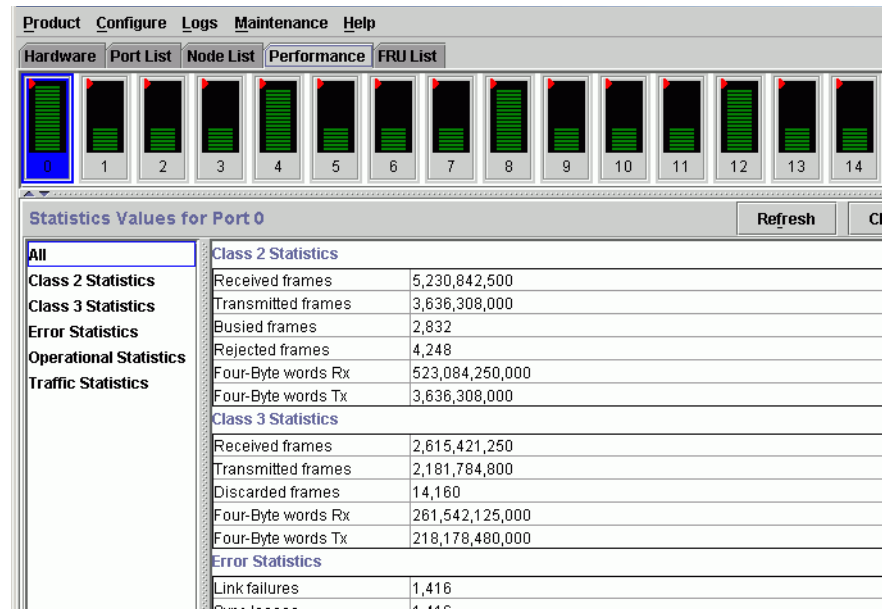 Product Configure Logs Maintenance Help
Hardware Port List Node List Performance FRU List
0 1 2 3 4 5 6 7 8 9 10 11 12 13 14
Statistics Values for Port 0
Refresh
All
Class 2 Statistics
Class 3 Statistics
Error Statistics
Operational Statistics
Traffic Statistics
Class 2 Statistics
Received frames 5,230,842,500
Transmitted frames 3,636,308,000
Busied frames 2,832
Rejected frames 4,248
Four-Byte words Rx 523,084,250,000
Four-Byte words Tx 3,636,308,000
Class 3 Statistics
Received frames 2,615,421,250
Transmitted frames 2,181,784,800
Discarded frames 14,160
Four-Byte words Rx 261,542,125,000
Four-Byte words Tx 218,178,480,000
Error Statistics
Link failures 1,416